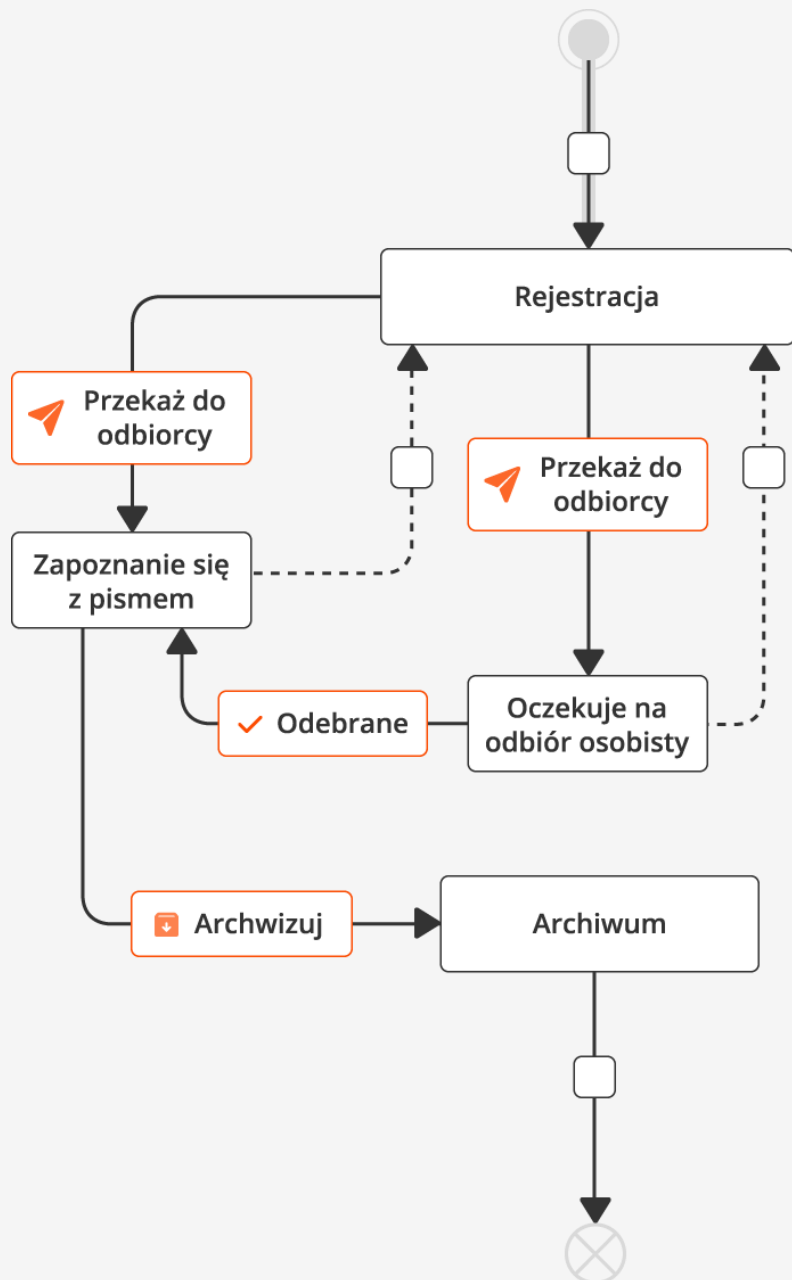 Rejestracja
Przekaż do
odbiorcy
Przekaż do
odbiorcy
Zapoznanie się
z pismem
Odebrane
Oczekuje na
odbiór osobisty
Archwizuj
Archiwum